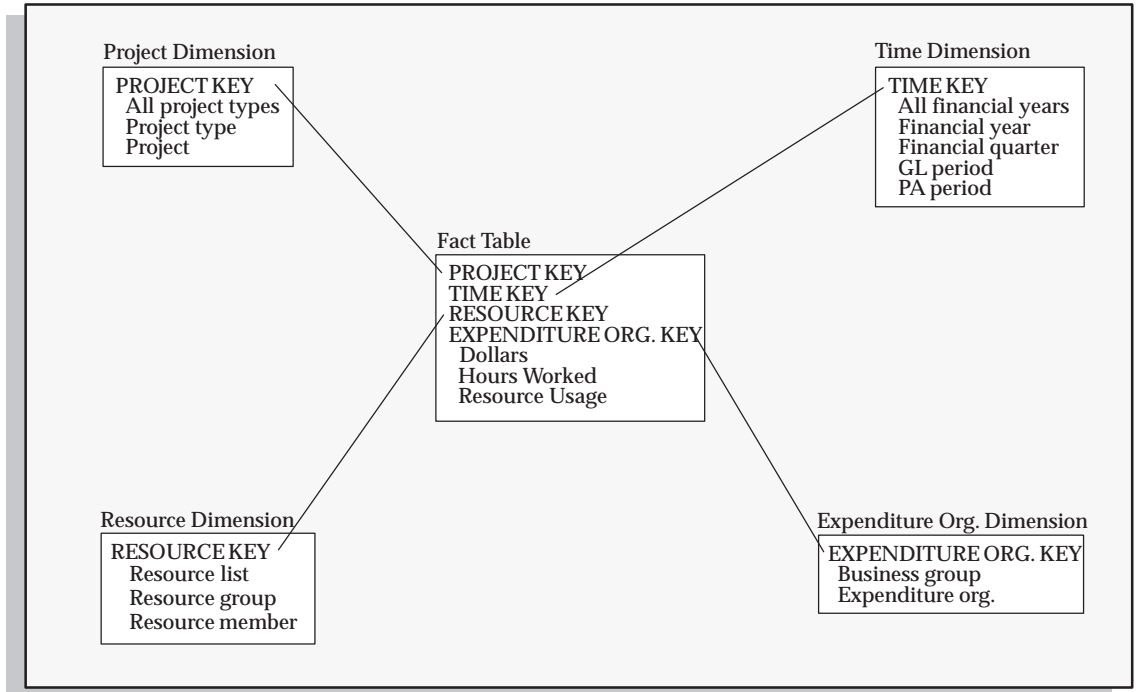 Project Dimension
PROJECT KEY
All project types
Project type
Project
Time Dimension
TIME KEY
All financial years
Financial year
Financial quarter
GL period
PA period
Fact Table
PROJECT KEY
TIME KEY
RESOURCE KEY
EXPENDITURE ORG. KEY
Dollars
Hours Worked
Resource Usage
Resource Dimension
RESOURCE KEY
Resource list
Resource group
Resource member
Expenditure Org. Dimension
EXPENDITURE ORG. KEY
Business group
Expenditure org.